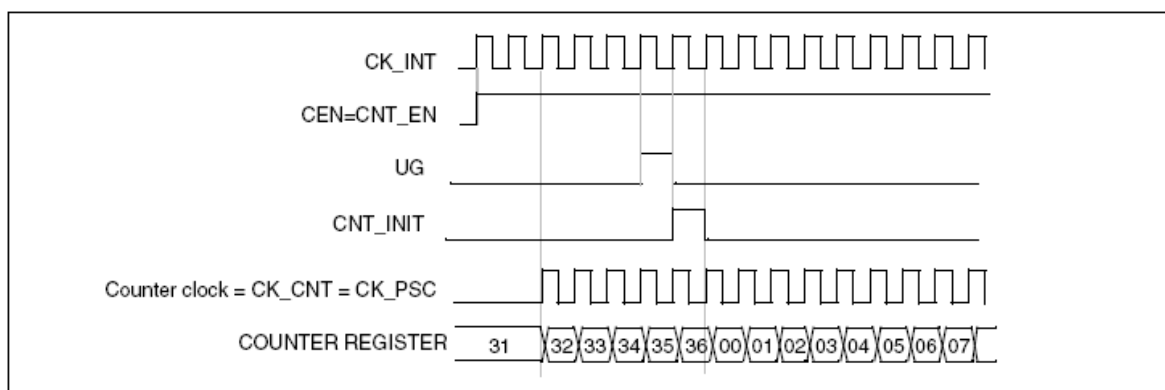 CK_INT
CEN=CNT_EN
UG
CNT_INIT
Counter clock = CK_CNT = CK_PSC
COUNTER REGISTER 31 32 33 34 35 36 00 01 02 03 04 05 06 07